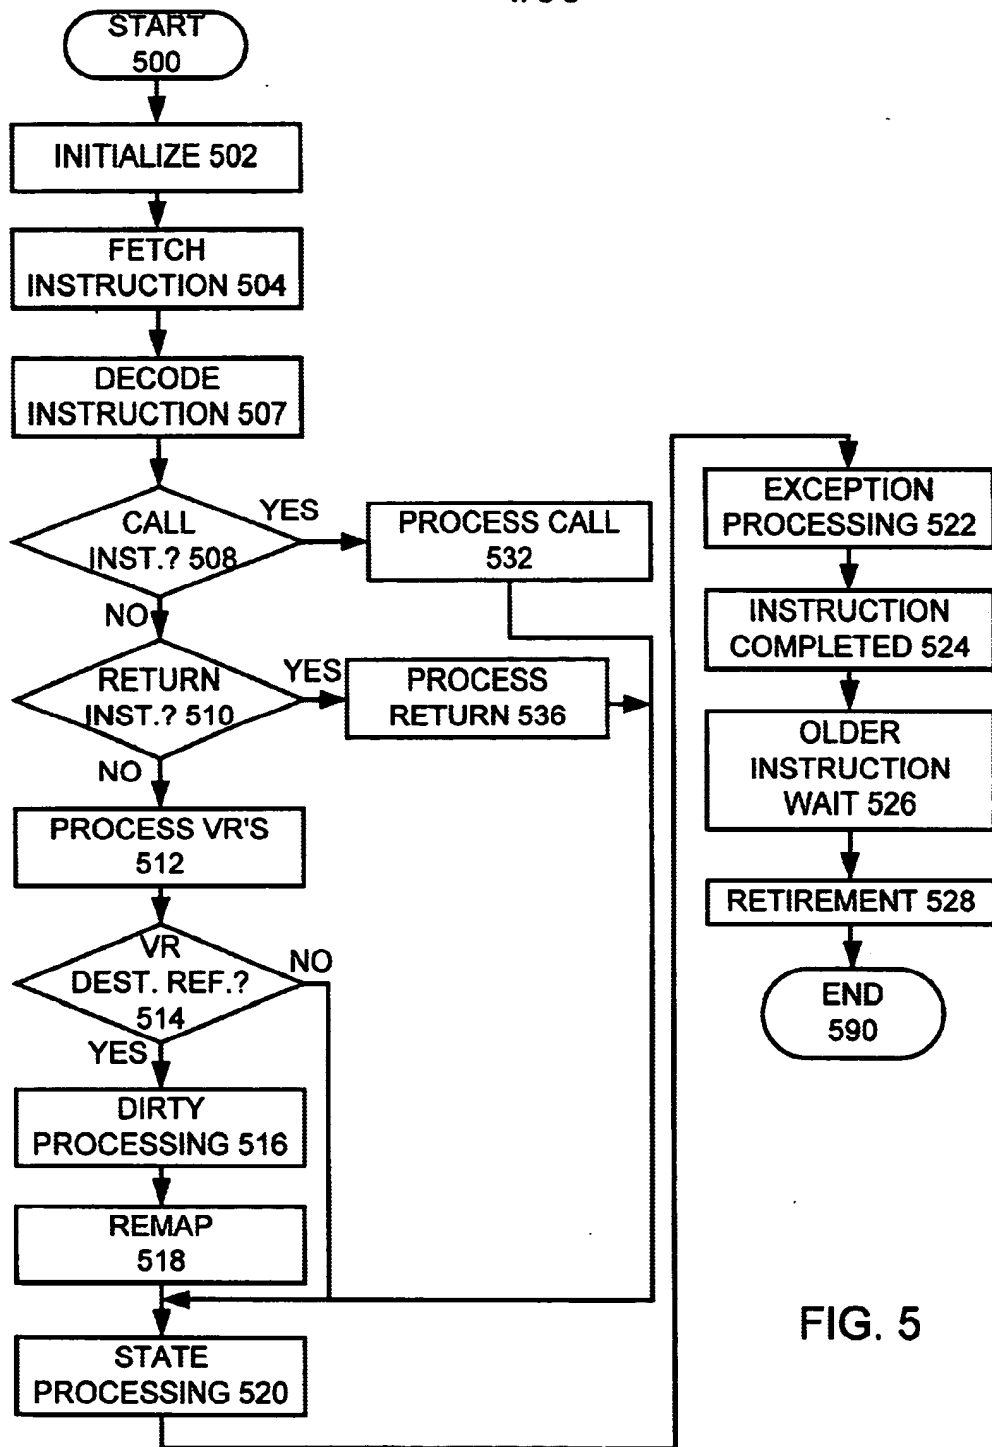 START
500
INITIALIZE 502
FETCH
INSTRUCTION 504
DECODE
INSTRUCTION 507
CALL
INST.? 508
YES
PROCESS CALL
532
NO
RETURN
INST.? 510
YES
PROCESS
RETURN 536
NO
PROCESS VR'S
512
VR
DEST. REF.?
514
NO
YES
DIRTY
PROCESSING 516
REMAP
518
STATE
PROCESSING 520
EXCEPTION
PROCESSING 522
INSTRUCTION
COMPLETED 524
OLDER
INSTRUCTION
WAIT 526
RETIREMENT 528
END
590
FIG. 5